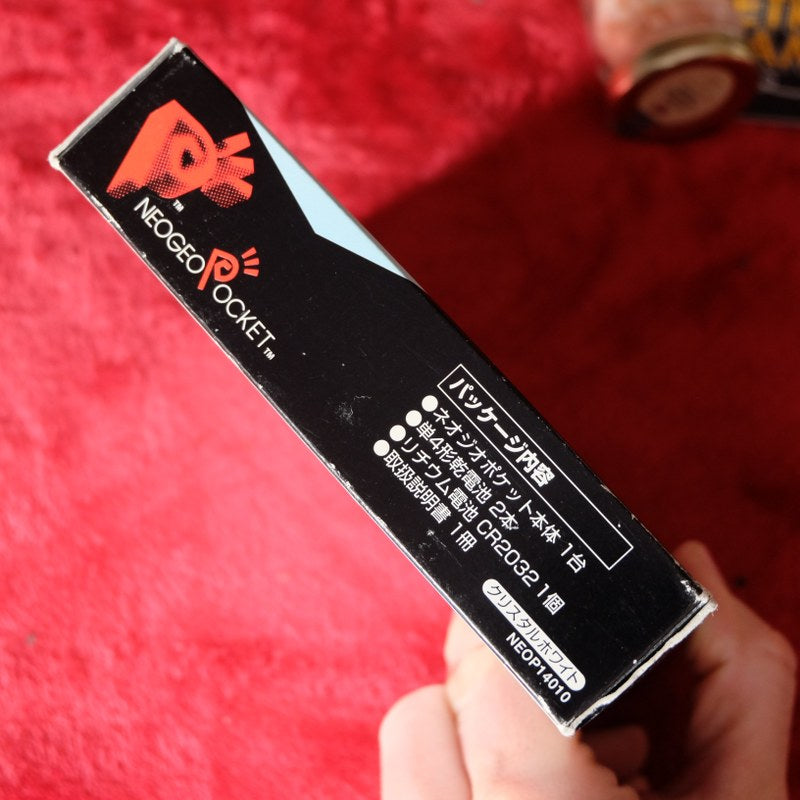 NEOGEO POCKET™
パッケージ内容
●ネオジオポケット本体 1台
●単4形乾電池 2本
●リチウム電池 CR2032 1個
●取扱説明書 1冊
クリスタルホワイト
NEOP14010